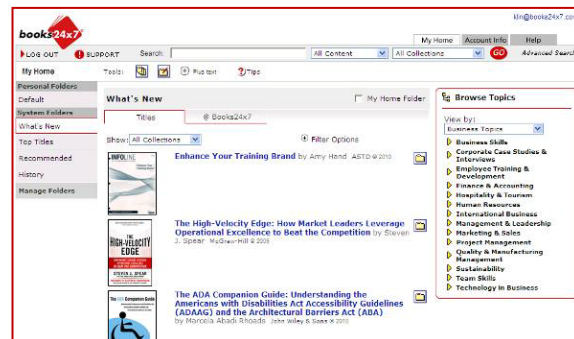 klin@books24x7.com
books24x7
My Home Account Info Help
LOG OUT SUPPORT Search: All Content All Collections GO Advanced Search
My Home Tools: Plus text Tips
Personal Folders
Default
System Folders
What's New
Top Titles
Recommended
History
Manage Folders
What's New My Home Folder
Titles @ Books24x7
Show: All Collections Filter Options
INFOLINE
Enhance Your Training Brand by Amy Hand ASTD © 2010
THE HIGH-VELOCITY EDGE
STEVEN J. SPEAR
The High-Velocity Edge: How Market Leaders Leverage
Operational Excellence to Beat the Competition by Steven
J. Spear McGraw-Hill © 2009
The ADA Companion Guide
The ADA Companion Guide: Understanding the
Americans with Disabilities Act Accessibility Guidelines
(ADAAG) and the Architectural Barriers Act (ABA)
by Marcela Abadi Rhoads John Wiley & Sons © 2010
Browse Topics
View by:
Business Topics
Business Skills
Corporate Case Studies &
Interviews
Employee Training &
Development
Finance & Accounting
Hospitality & Tourism
Human Resources
International Business
Management & Leadership
Marketing & Sales
Project Management
Quality & Manufacturing
Management
Sustainability
Team Skills
Technology in Business